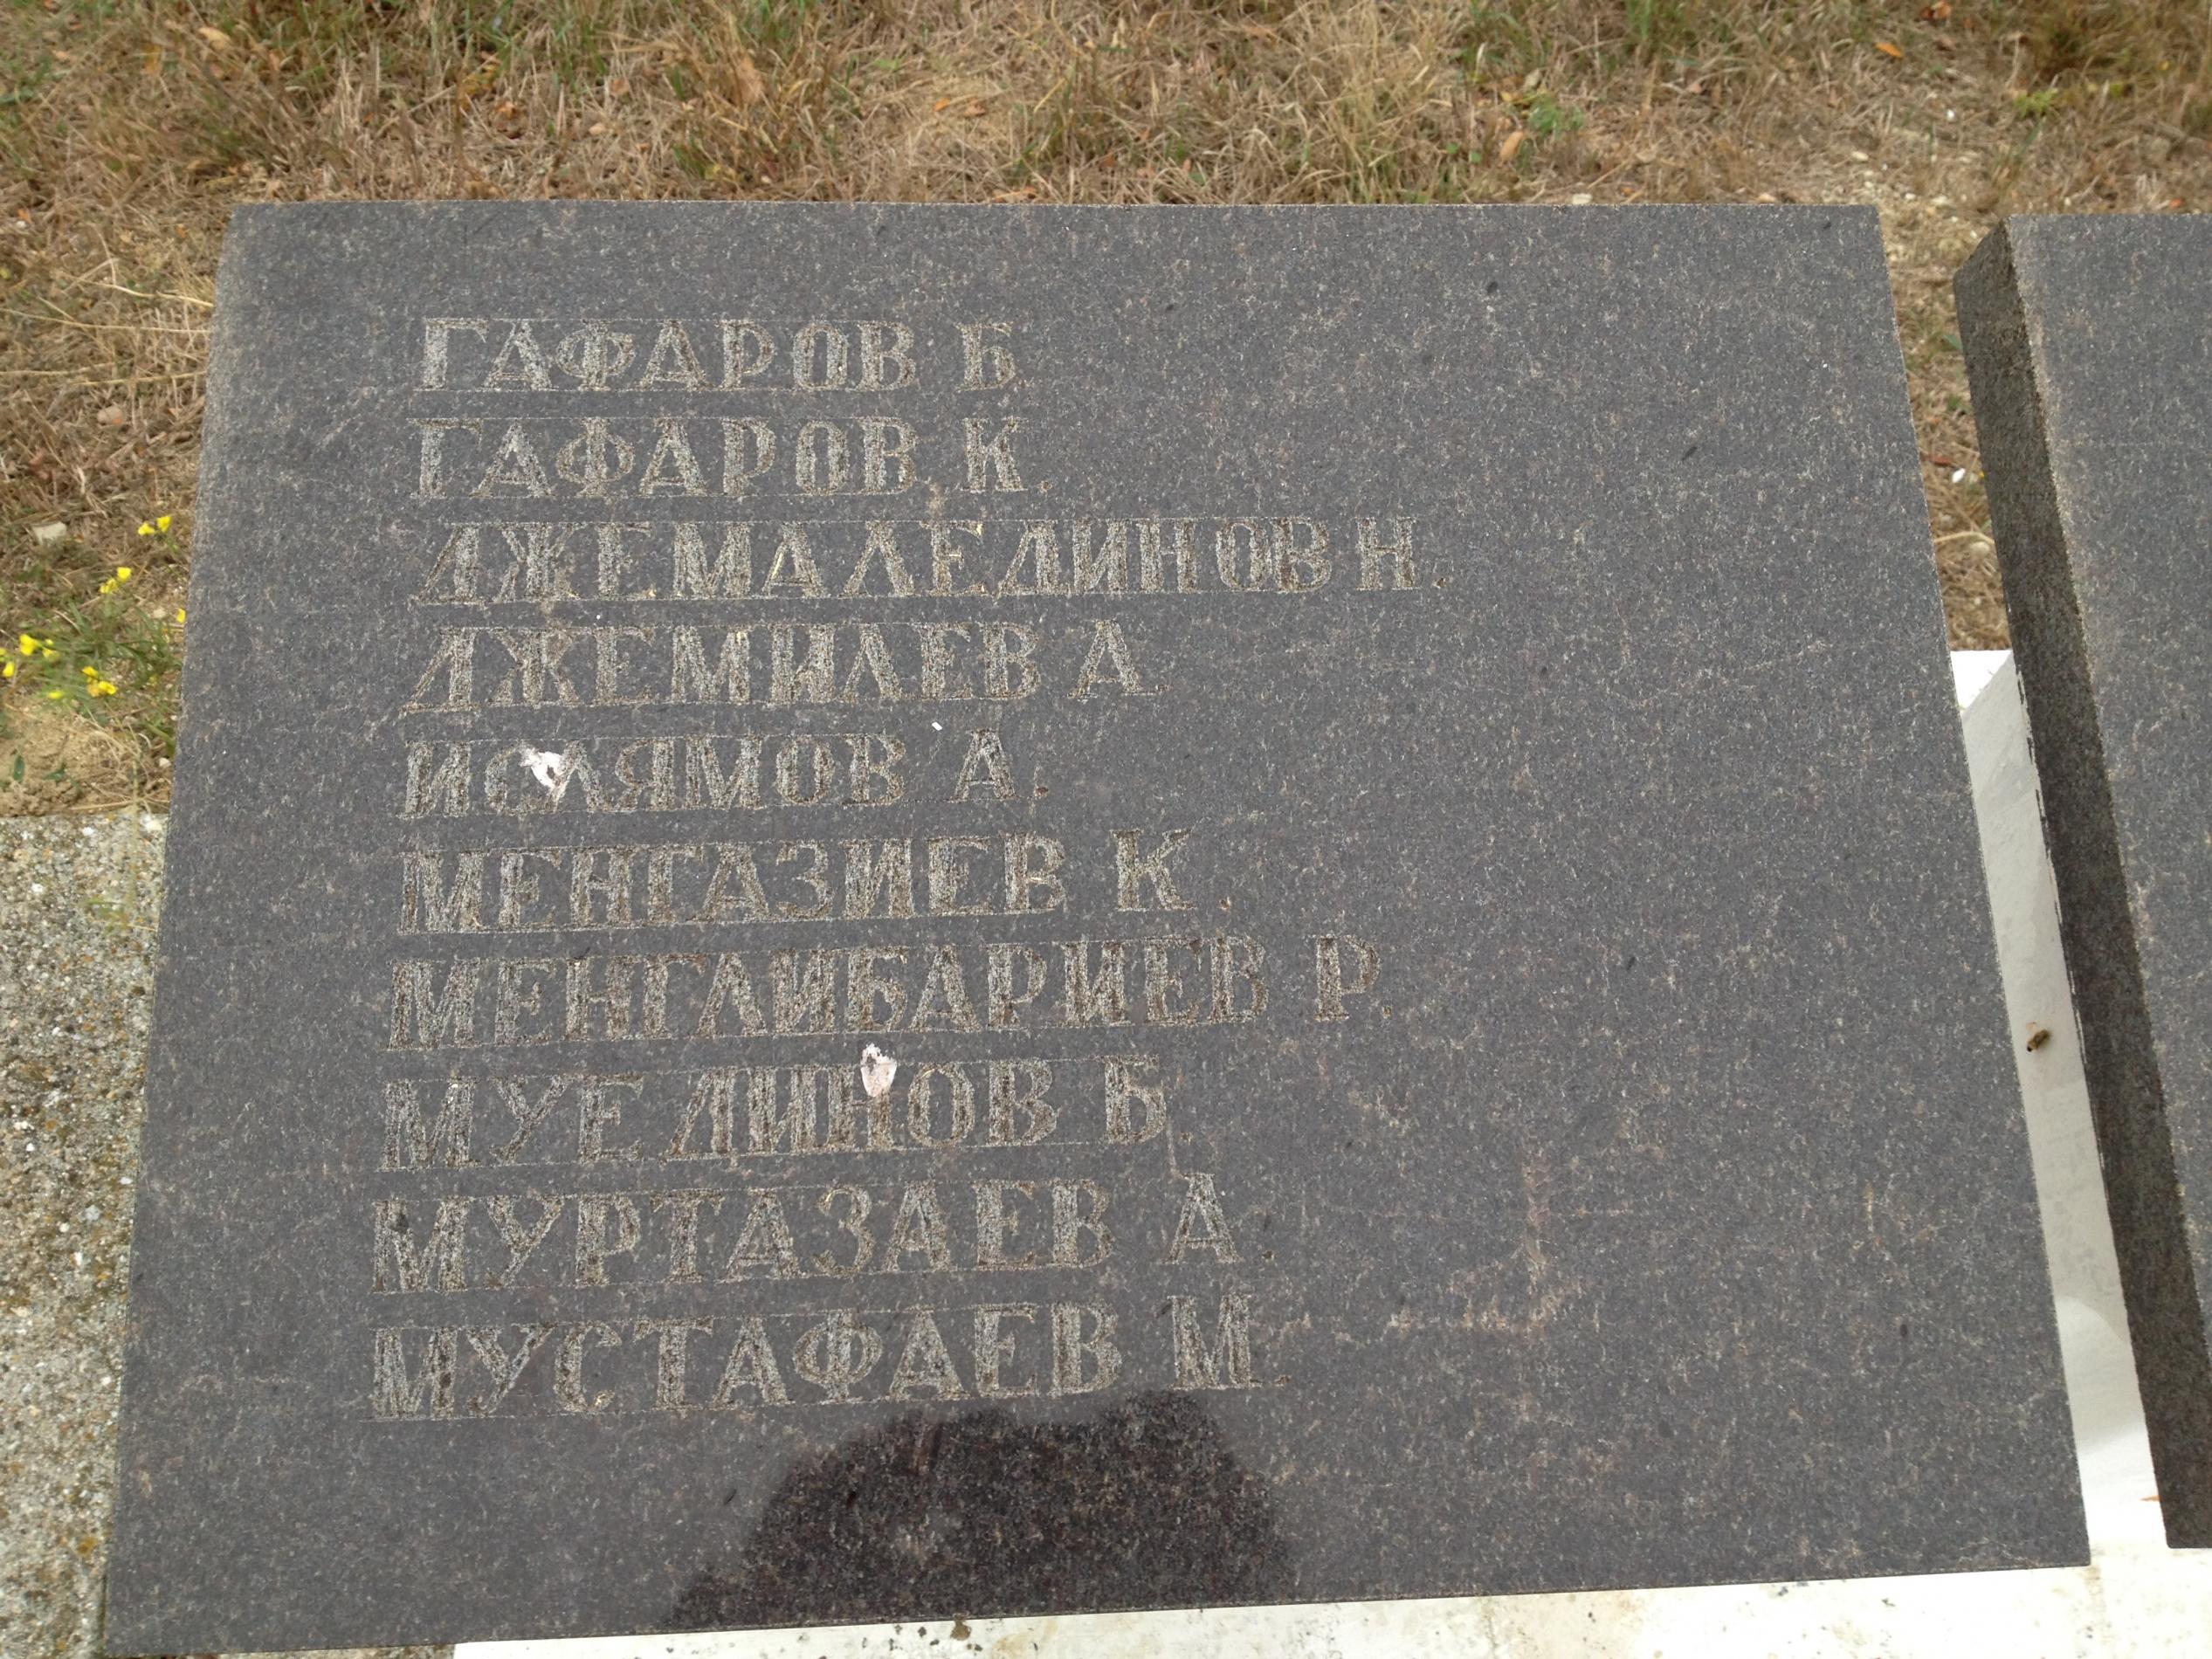 ГАФАРОВ Б.
ГАФАРОВ К.
ДЖЕМАЛЕДИНОВ Н.
ДЖЕМИЛЕВ А.
ИСЛЯМОВ А.
МЕНГАЗИЕВ К.
МЕНГЛИБАРИЕВ Р.
МУЕДИНОВ Б.
МУРТАЗАЕВ А.
МУСТАФАЕВ М.